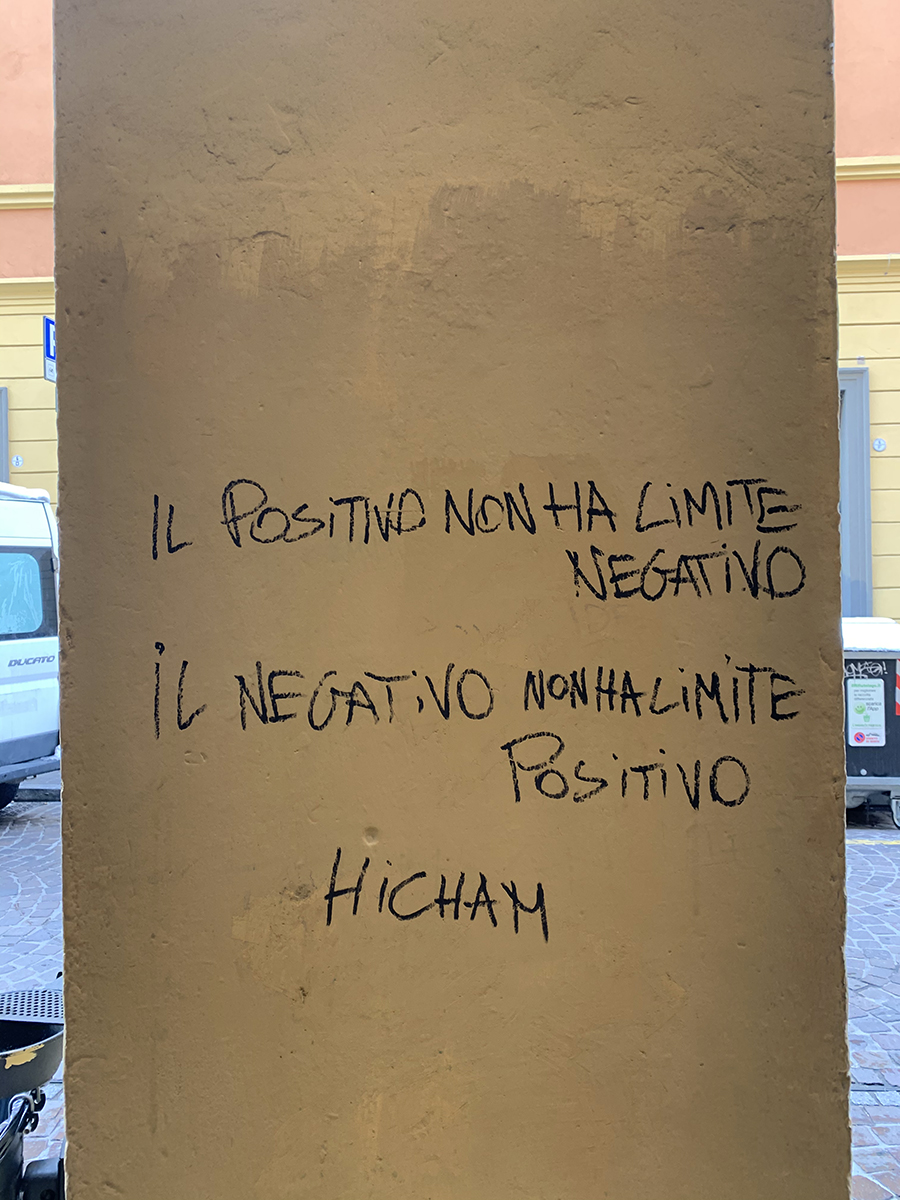 IL POSITIVO NON HA LIMITE
NEGATIVO
IL NEGATIVO NON HA LIMITE
POSITIVO
HICHAM
DUCATO